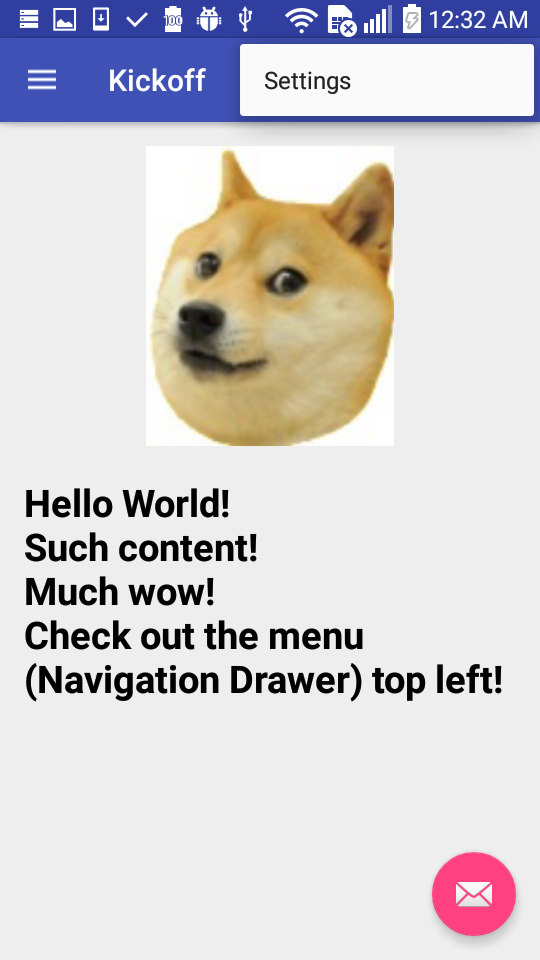 100
12:32 AM
Kickoff
Settings
Hello World!
Such content!
Much wow!
Check out the menu
(Navigation Drawer) top left!